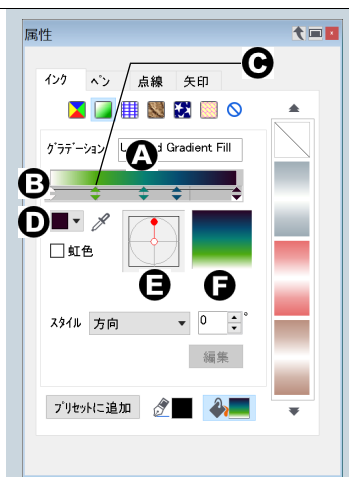 属性
インク ペン 点線 矢印
C
グラデーション U d Gradient Fill
A
B
D
虹色
E F
スタイル 方向 0 °
編集
プリセットに追加